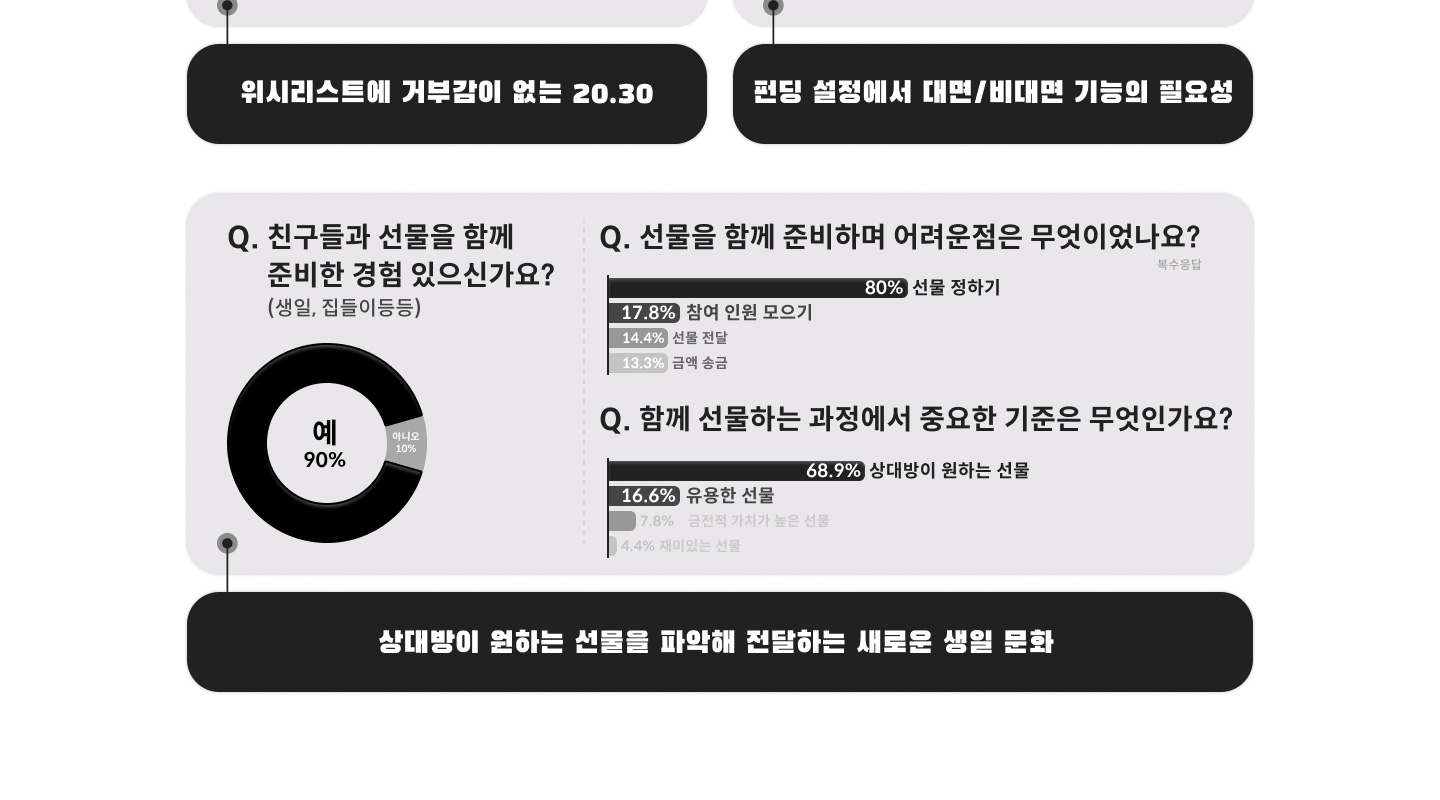 위시리스트에 거부감이 없는 20.30
펀딩 설정에서 대면/비대면 기능의 필요성
Q. 친구들과 선물을 함께
준비한 경험 있으신가요?
(생일, 집들이등등)
예
90%
아니오
10%
Q. 선물을 함께 준비하며 어려운점은 무엇이었나요?
복수응답
80% 선물 정하기
17.8% 참여 인원 모으기
14.4% 선물 전달
13.3% 금액 송금
Q. 함께 선물하는 과정에서 중요한 기준은 무엇인가요?
68.9% 상대방이 원하는 선물
16.6% 유용한 선물
7.8% 금전적 가치가 높은 선물
4.4% 재미있는 선물
상대방이 원하는 선물을 파악해 전달하는 새로운 생일 문화